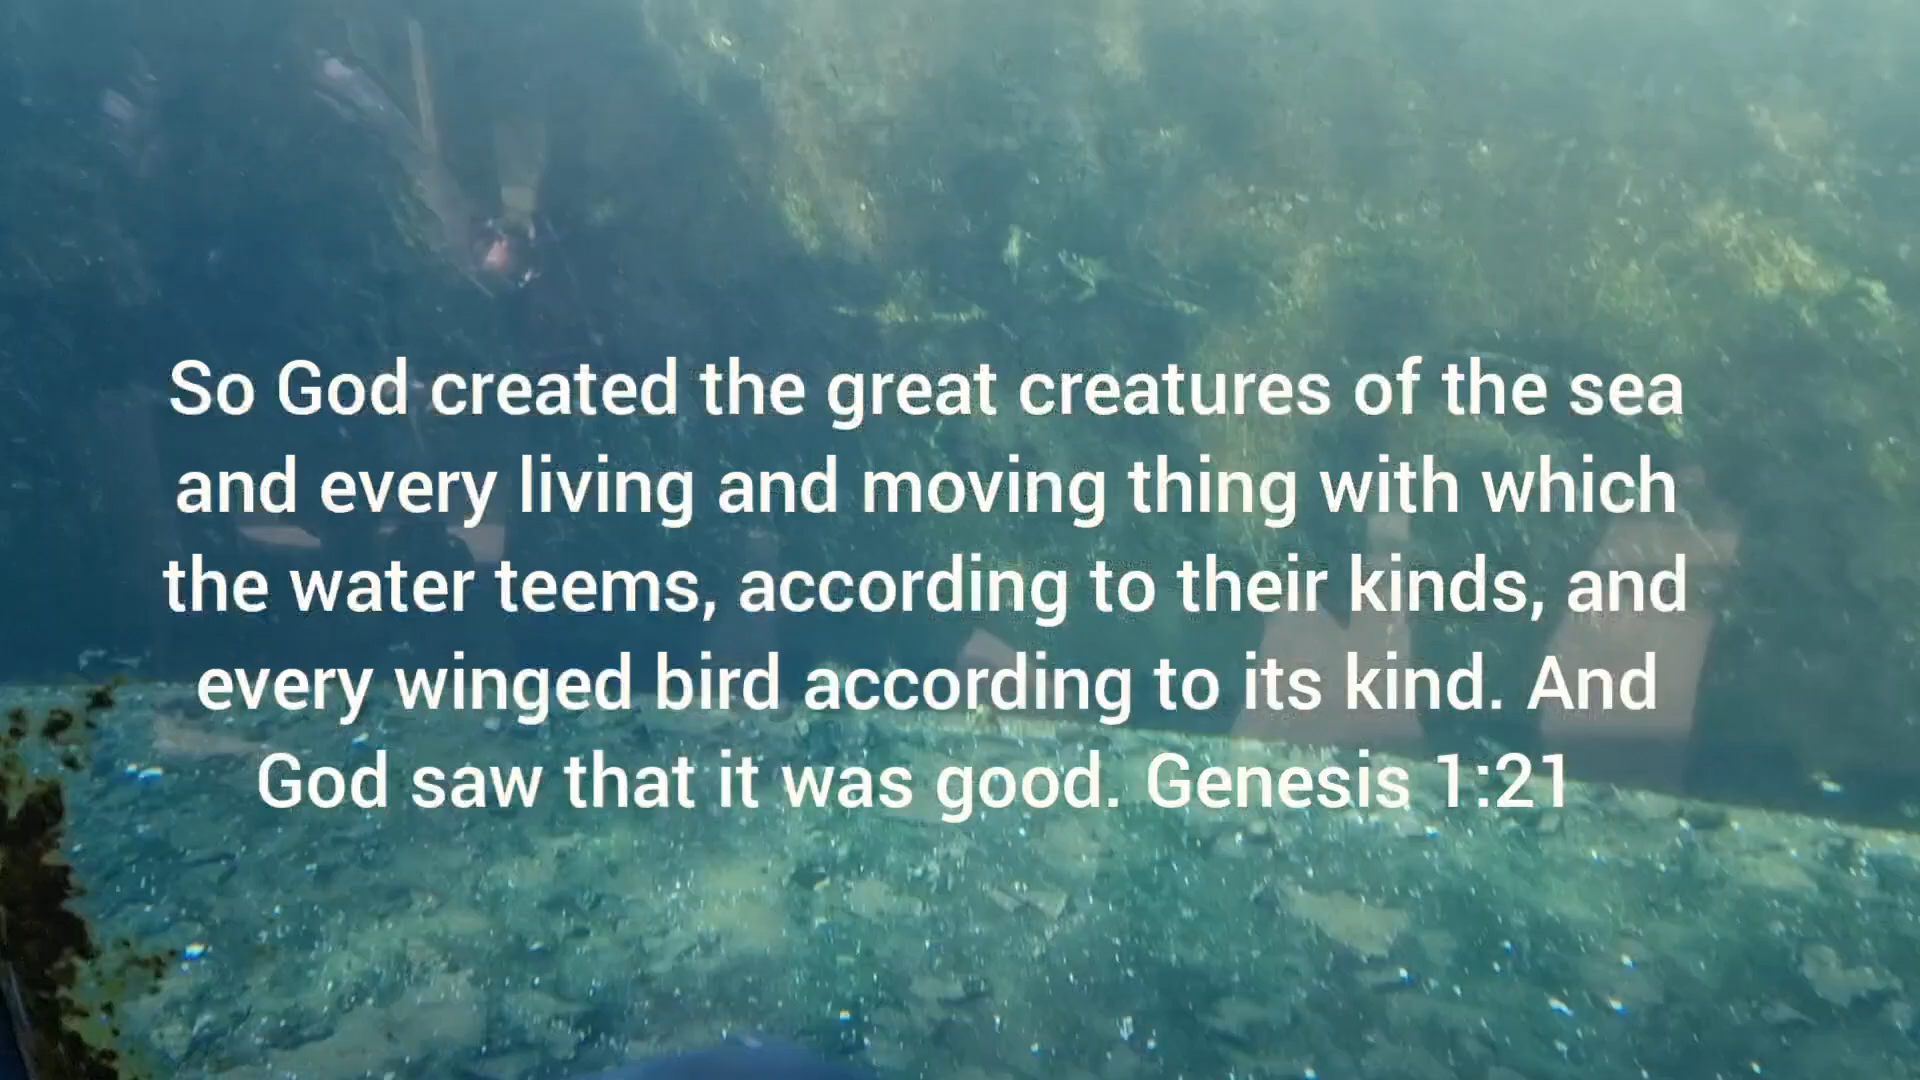 So God created the great creatures of the sea
and every living and moving thing with which
the water teems, according to their kinds, and
every winged bird according to its kind. And
God saw that it was good. Genesis 1:21